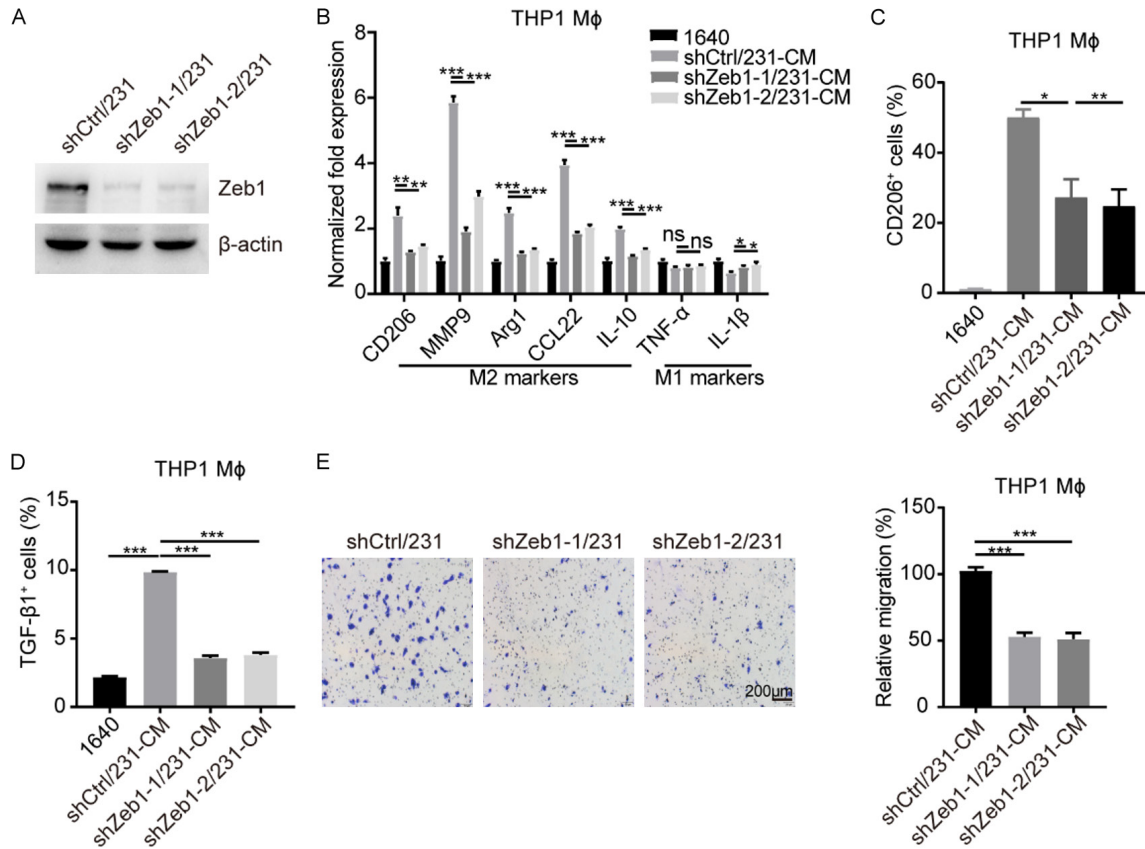 A
shCtrl/231
shZeb1-1/231
shZeb1-2/231
Zeb1
β-actin
B
THP1 Mϕ
Normalized fold expression
8
6
4
2
0
1640
shCtrl/231-CM
shZeb1-1/231-CM
shZeb1-2/231-CM
** **
*** ***
*** ***
*** ***
*** ***
ns ns
* *
CD206
MMP9
Arg1
CCL22
IL-10
TNF-α
IL-1β
M2 markers
M1 markers
C
THP1 Mϕ
CD206+ cells (%)
60
40
20
0
*
**
1640
shCtrl/231-CM
shZeb1-1/231-CM
shZeb1-2/231-CM
D
THP1 Mϕ
TGF-β1+ cells (%)
15
10
5
0
***
*** ***
1640
shCtrl/231-CM
shZeb1-1/231-CM
shZeb1-2/231-CM
E
shCtrl/231
shZeb1-1/231
shZeb1-2/231
200μm
THP1 Mϕ
Relative migration (%)
150
100
50
0
***
***
shCtrl/231-CM
shZeb1-1/231-CM
shZeb1-2/231-CM